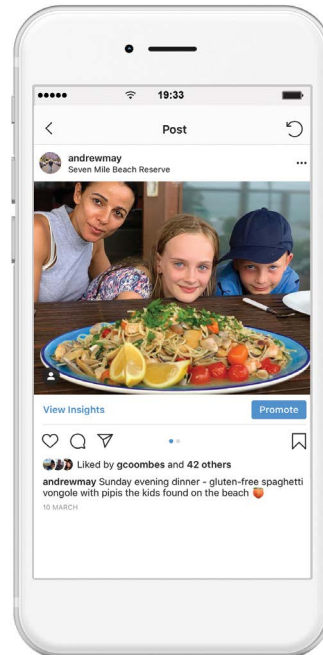 19:33
Post
andrewmay
Seven Mile Beach Reserve
View Insights
Promote
Liked by gcoombes and 42 others
andrewmay Sunday evening dinner - gluten-free spaghetti
vongole with pipis the kids found on the beach
10 MARCH